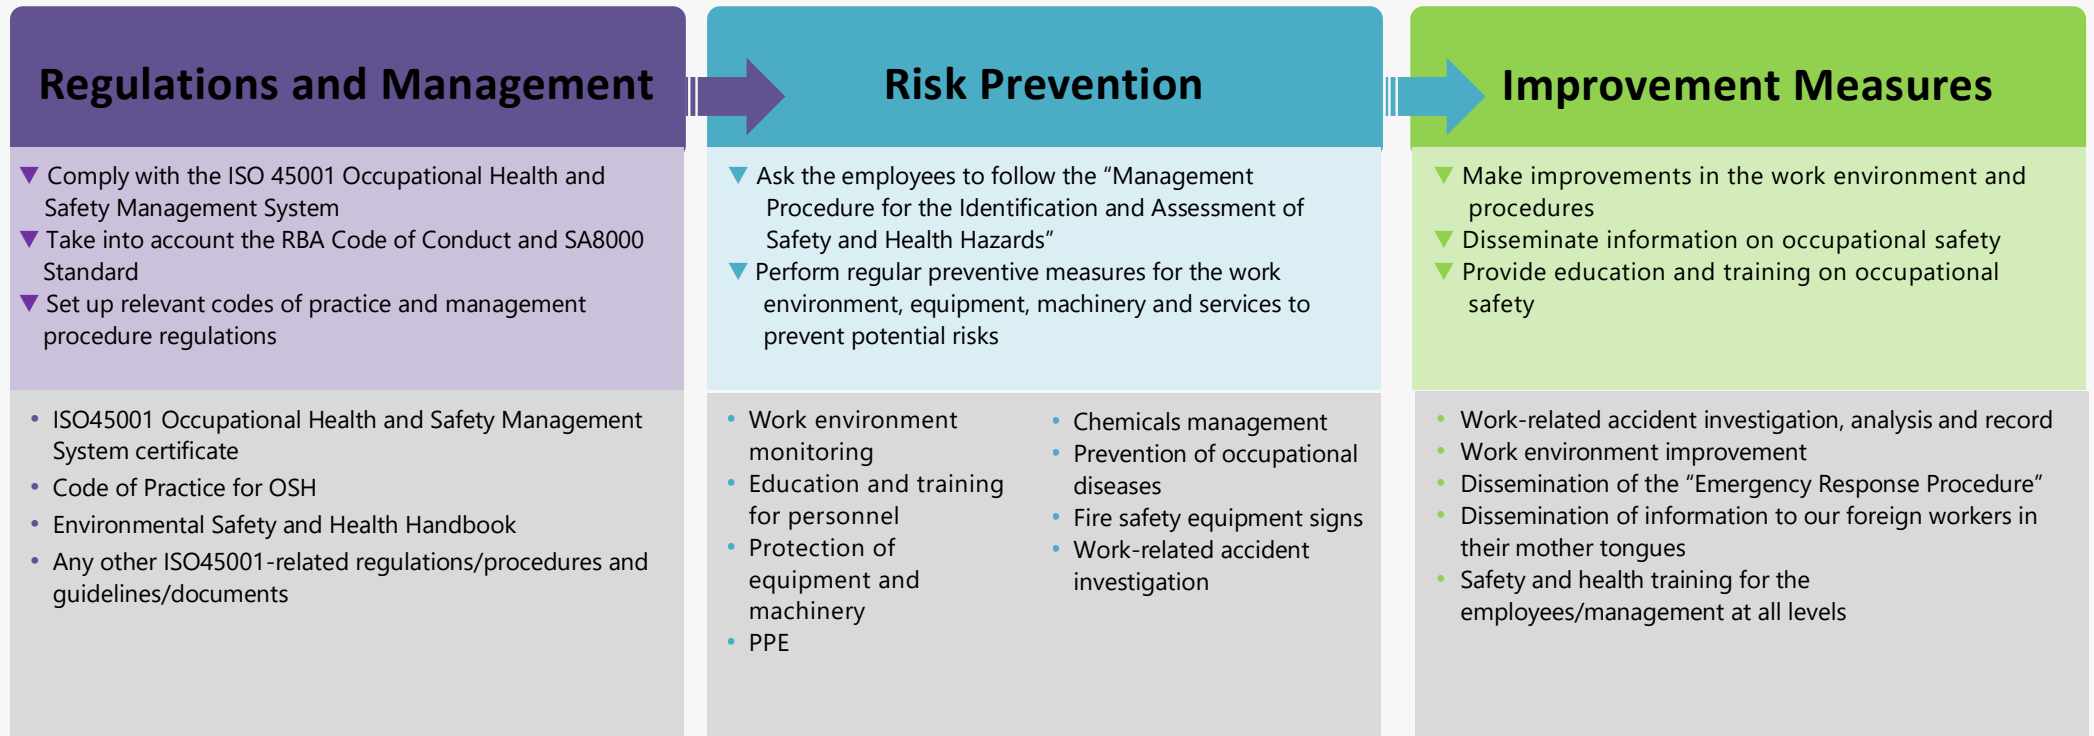 Regulations and Management
▼ Comply with the ISO 45001 Occupational Health and
Safety Management System
▼ Take into account the RBA Code of Conduct and SA8000
Standard
▼ Set up relevant codes of practice and management
procedure regulations
• ISO45001 Occupational Health and Safety Management
System certificate
• Code of Practice for OSH
• Environmental Safety and Health Handbook
• Any other ISO45001-related regulations/procedures and
guidelines/documents
Risk Prevention
▼ Ask the employees to follow the “Management
Procedure for the Identification and Assessment of
Safety and Health Hazards”
▼ Perform regular preventive measures for the work
environment, equipment, machinery and services to
prevent potential risks
• Work environment
monitoring
• Education and training
for personnel
• Protection of
equipment and
machinery
• PPE
• Chemicals management
• Prevention of occupational
diseases
• Fire safety equipment signs
• Work-related accident
investigation
Improvement Measures
▼ Make improvements in the work environment and
procedures
▼ Disseminate information on occupational safety
▼ Provide education and training on occupational
safety
• Work-related accident investigation, analysis and record
• Work environment improvement
• Dissemination of the “Emergency Response Procedure”
• Dissemination of information to our foreign workers in
their mother tongues
• Safety and health training for the
employees/management at all levels